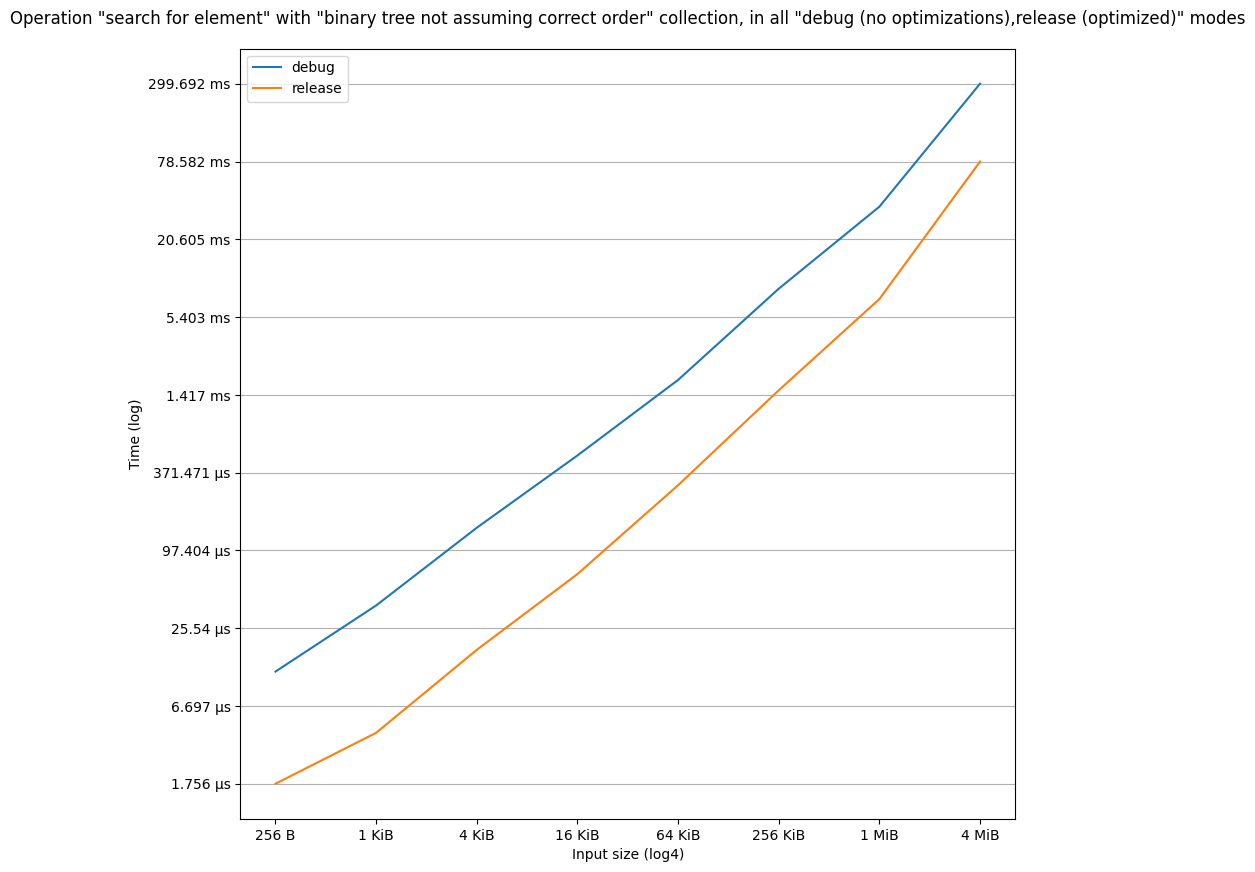 Operation "search for element" with "binary tree not assuming correct order" collection, in all "debug (no optimizations),release (optimized)" modes
debug
release
299.692 ms
78.582 ms
20.605 ms
5.403 ms
1.417 ms
371.471 µs
97.404 µs
25.54 µs
6.697 µs
1.756 µs
Time (log)
256 B
1 KiB
4 KiB
16 KiB
64 KiB
256 KiB
1 MiB
4 MiB
Input size (log4)